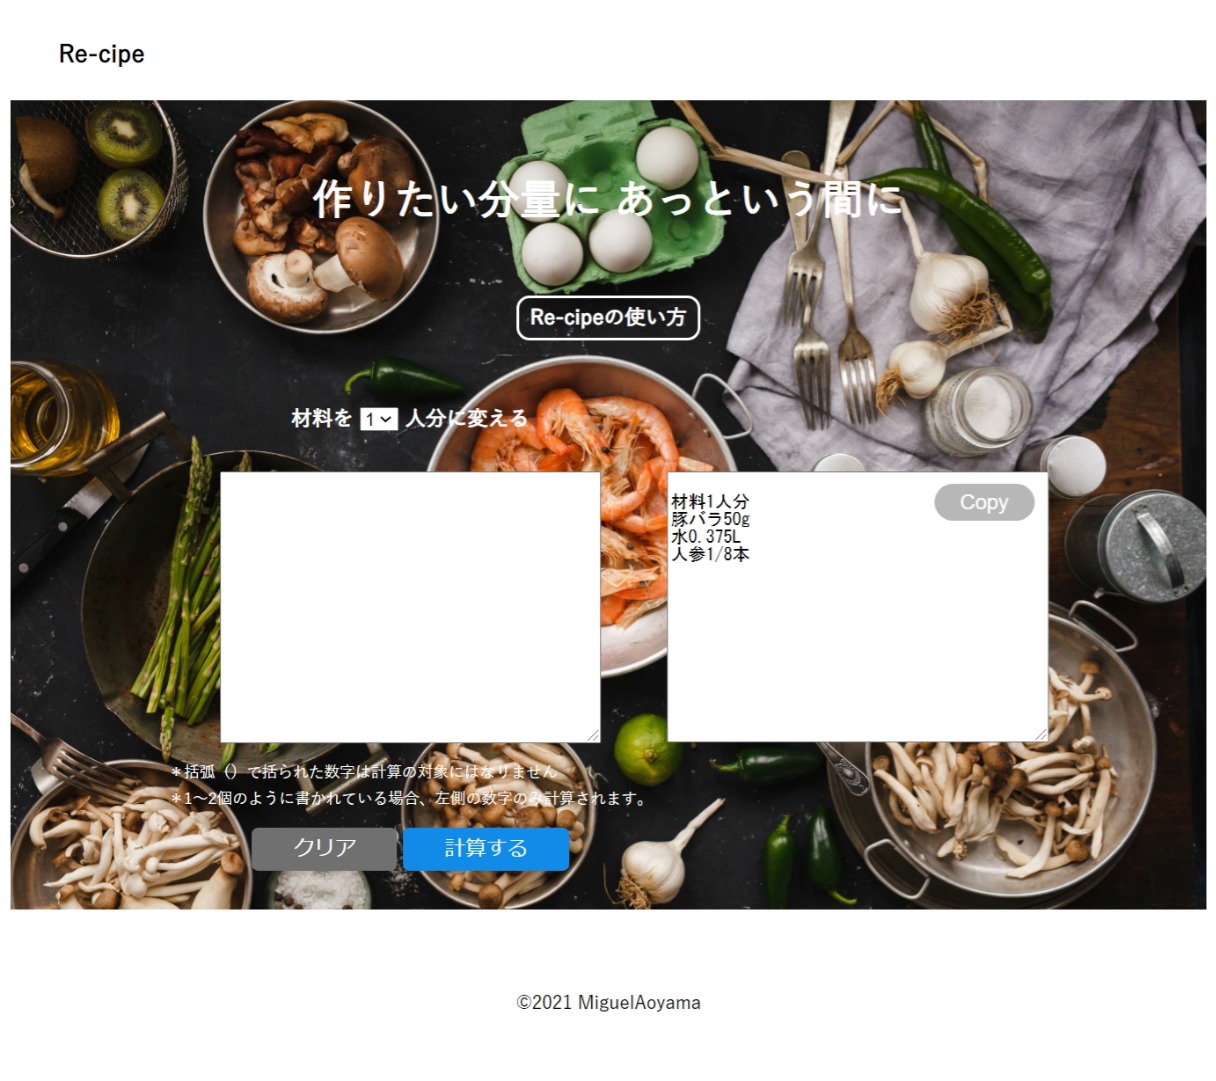 Re-cipe
作りたい分量に あっという間に
Re-cipeの使い方
材料を 1 人分に変える
材料1人分
豚バラ50g
水0.375L
人参1/8本
Copy
＊括弧（）で括られた数字は計算の対象にはなりません
＊1〜2個のように書かれている場合、左側の数字のみ計算されます。
クリア 計算する
©2021 MiguelAoyama